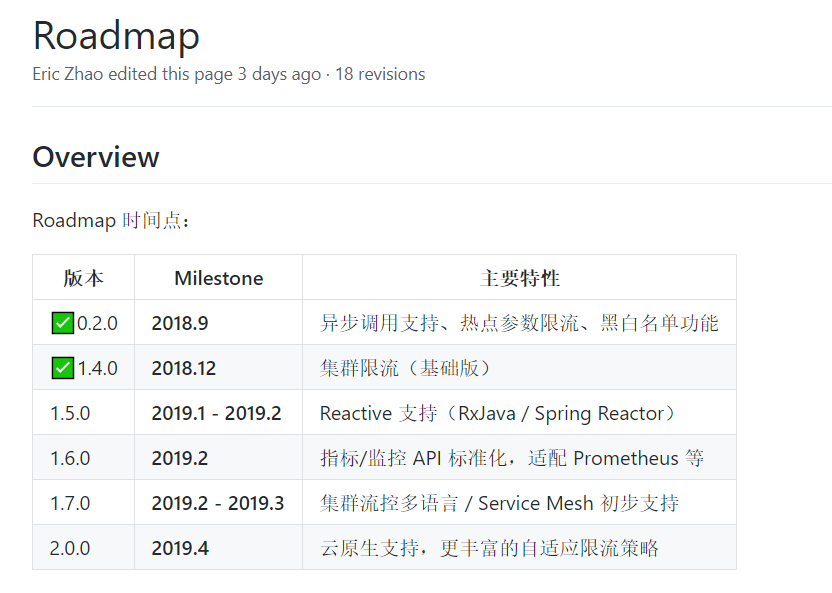 Roadmap
Eric Zhao edited this page 3 days ago · 18 revisions
Overview
Roadmap 时间点：
版本 Milestone 主要特性
✅0.2.0 2018.9 异步调用支持、热点参数限流、黑白名单功能
✅1.4.0 2018.12 集群限流（基础版）
1.5.0 2019.1 - 2019.2 Reactive 支持（RxJava / Spring Reactor）
1.6.0 2019.2 指标/监控 API 标准化，适配 Prometheus 等
1.7.0 2019.2 - 2019.3 集群流控多语言 / Service Mesh 初步支持
2.0.0 2019.4 云原生支持，更丰富的自适应限流策略